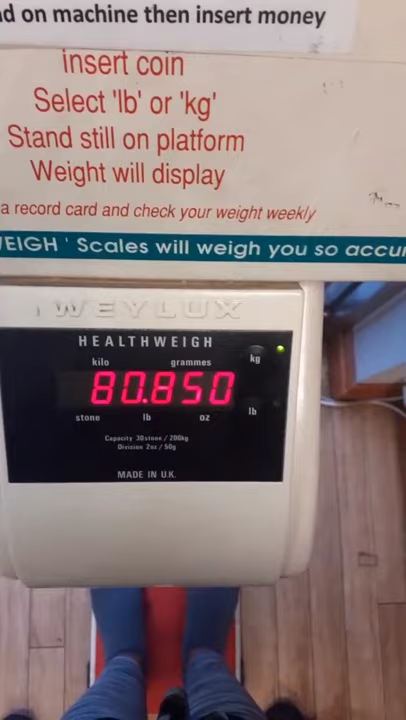 on machine then insert money
insert coin
Select 'lb' or 'kg'
Stand still on platform
Weight will display
a record card and check your weight weekly
WEIGH ' Scales will weigh you so
WEYLUX
HEALTHWEIGH
kilo grammes kg
80.850
stone lb oz lb
Capacity 30stone / 200kg
Division 2oz / 50g
MADE IN U.K.